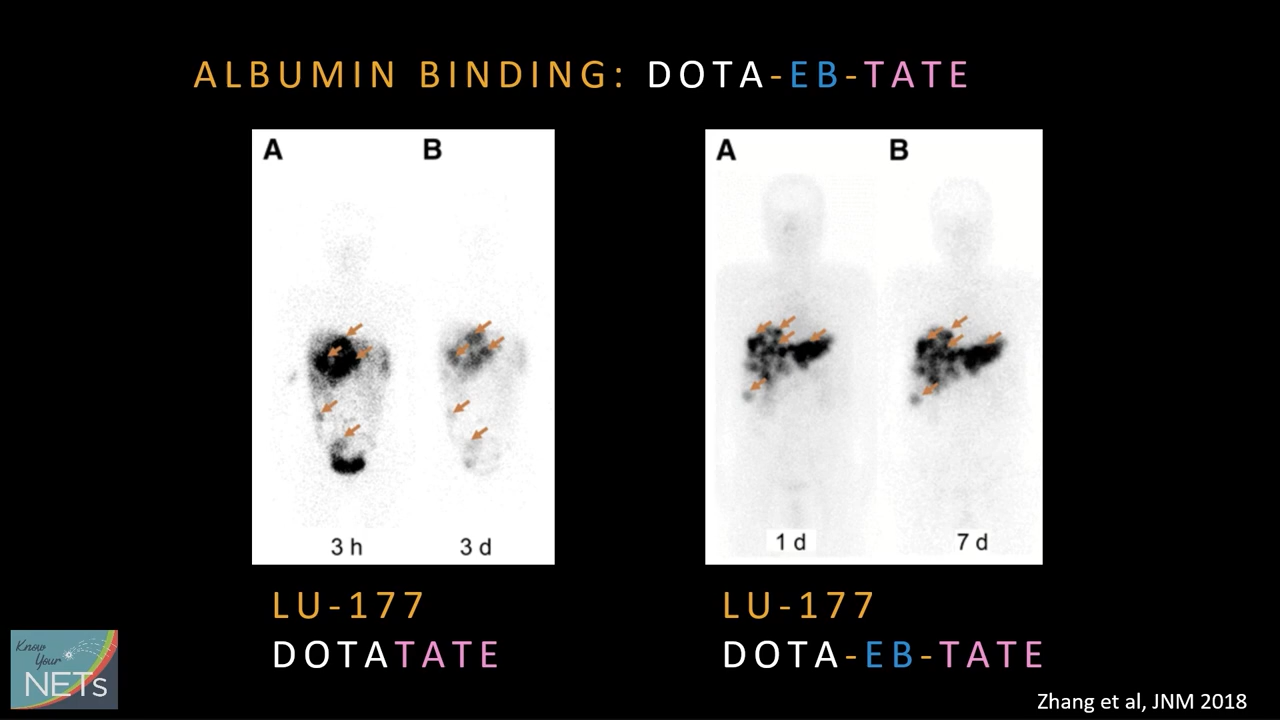 ALBUMIN BINDING: DOTA-EB-TATE
A
B
3 h
3 d
A
B
1 d
7 d
LU-177
DOTATATE
LU-177
DOTA-EB-TATE
Know
Your
NETs
Zhang et al, JNM 2018